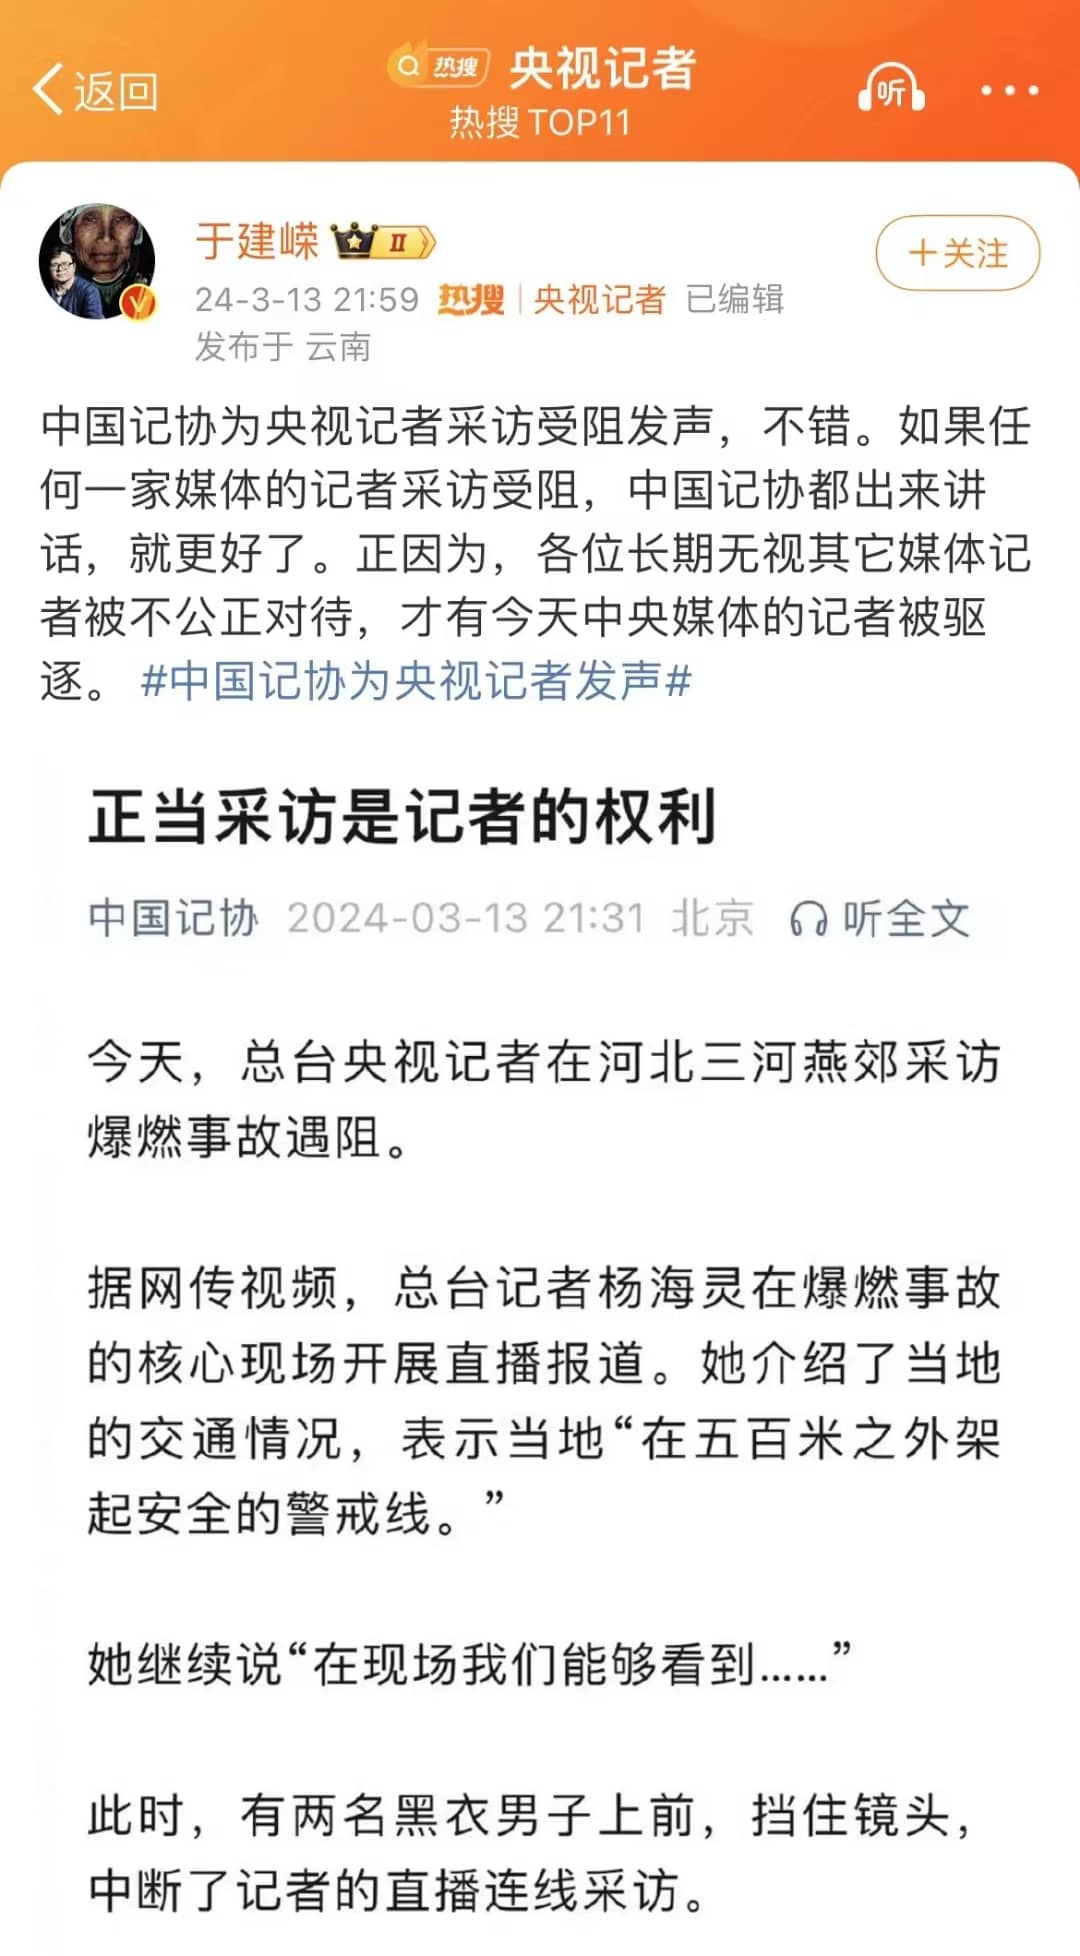 返回
热搜 央视记者
热搜 TOP11
听
于建嵘 II
+关注
24-3-13 21:59 热搜 | 央视记者 已编辑
发布于 云南
中国记协为央视记者采访受阻发声，不错。如果任
何一家媒体的记者采访受阻，中国记协都出来讲
话，就更好了。正因为，各位长期无视其它媒体记
者被不公正对待，才有今天中央媒体的记者被驱
逐。 #中国记协为央视记者发声#
正当采访是记者的权利
中国记协 2024-03-13 21:31 北京 听全文
今天，总台央视记者在河北三河燕郊采访
爆燃事故遇阻。
据网传视频，总台记者杨海灵在爆燃事故
的核心现场开展直播报道。她介绍了当地
的交通情况，表示当地“在五百米之外架
起安全的警戒线。”
她继续说“在现场我们能够看到……”
此时，有两名黑衣男子上前，挡住镜头，
中断了记者的直播连线采访。